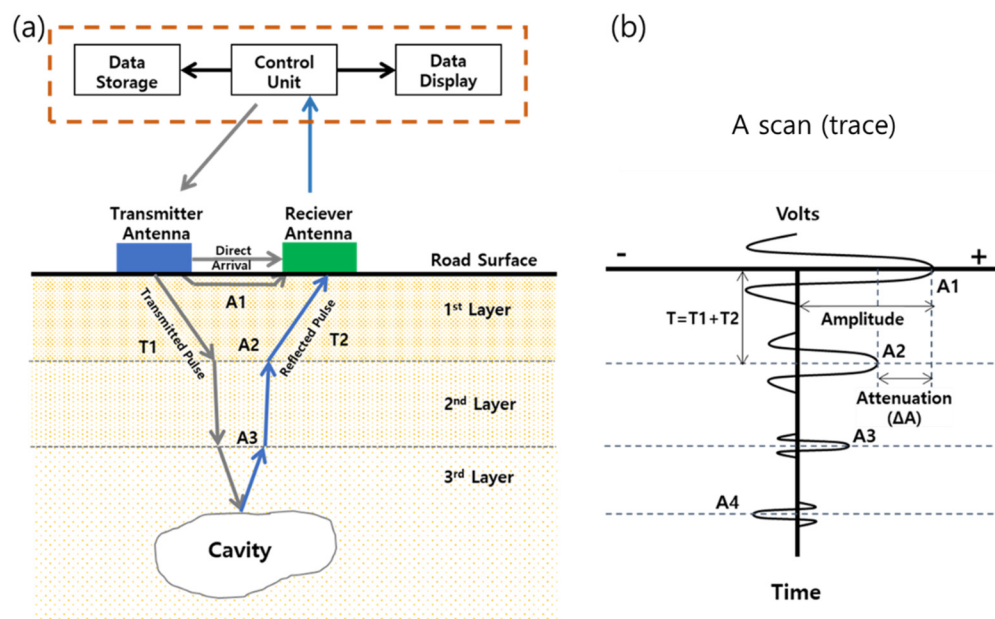 (a)
Data
Storage
Control
Unit
Data
Display
Transmitter
Antenna
Reciever
Antenna
Direct
Arrival
Road Surface
A1
1st Layer
Transmitted Pulse
T1
A2
Reflected Pulse
T2
2nd Layer
A3
3rd Layer
Cavity
(b)
A scan (trace)
Volts
-
+
A1
T=T1+T2
Amplitude
A2
Attenuation
(ΔA)
A3
A4
Time